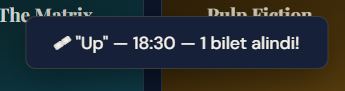 The Matrix
Pulp Fiction
"Up" — 18:30 — 1 bilet alindi!